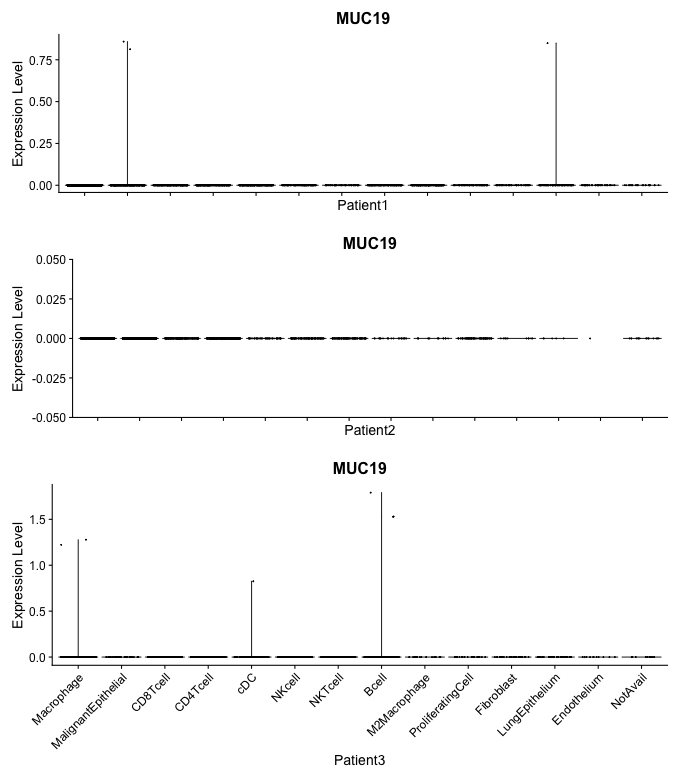 MUC19
Expression Level
0.75
0.50
0.25
0.00
Patient1
MUC19
Expression Level
0.050
0.025
0.000
-0.025
-0.050
Patient2
MUC19
Expression Level
1.5
1.0
0.5
0.0
Macrophage
MalignantEpithelial
CD8Tcell
CD4Tcell
cDC
NKcell
NKTcell
Bcell
M2Macrophage
ProliferatingCell
Fibroblast
LungEpithelium
Endothelium
NotAvail
Patient3